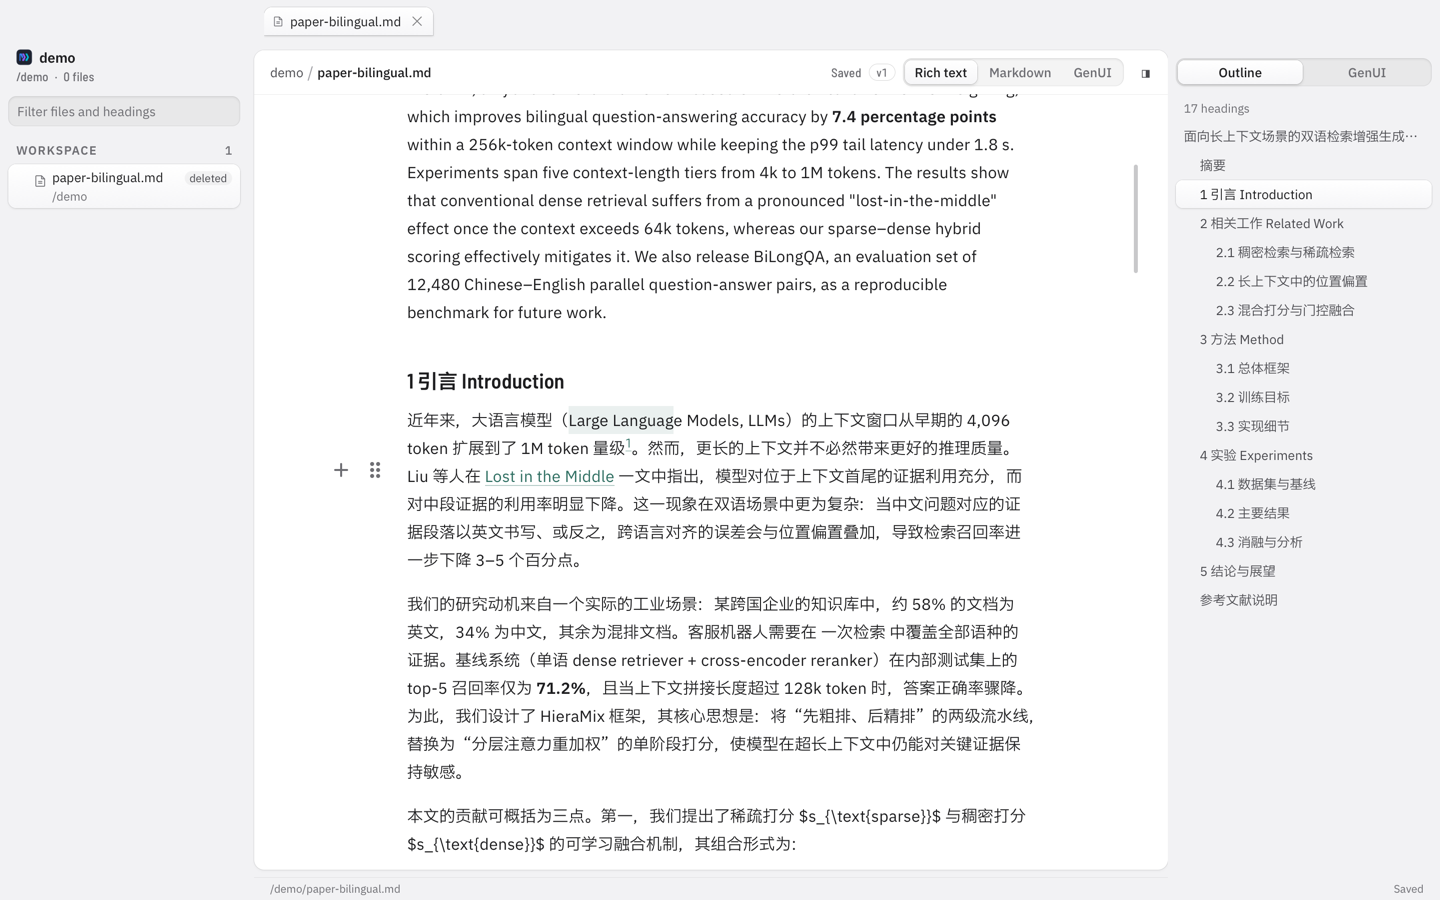 paper-bilingual.md
demo
/demo · 0 files
Filter files and headings
WORKSPACE 1
paper-bilingual.md deleted
/demo
demo / paper-bilingual.md
Saved v1 Rich text Markdown GenUI
which improves bilingual question-answering accuracy by 7.4 percentage points
within a 256k-token context window while keeping the p99 tail latency under 1.8 s.
Experiments span five context-length tiers from 4k to 1M tokens. The results show
that conventional dense retrieval suffers from a pronounced "lost-in-the-middle"
effect once the context exceeds 64k tokens, whereas our sparse–dense hybrid
scoring effectively mitigates it. We also release BiLongQA, an evaluation set of
12,480 Chinese–English parallel question-answer pairs, as a reproducible
benchmark for future work.
1 引言 Introduction
近年来，大语言模型（Large Language Models, LLMs）的上下文窗口从早期的 4,096
token 扩展到了 1M token 量级1。然而，更长的上下文并不必然带来更好的推理质量。
Liu 等人在 Lost in the Middle 一文中指出，模型对位于上下文首尾的证据利用充分，而
对中段证据的利用率明显下降。这一现象在双语场景中更为复杂：当中文问题对应的证
据段落以英文书写、或反之，跨语言对齐的误差会与位置偏置叠加，导致检索召回率进
一步下降 3–5 个百分点。
我们的研究动机来自一个实际的工业场景：某跨国企业的知识库中，约 58% 的文档为
英文，34% 为中文，其余为混排文档。客服机器人需要在 一次检索 中覆盖全部语种的
证据。基线系统（单语 dense retriever + cross-encoder reranker）在内部测试集上的
top-5 召回率仅为 71.2%，且当上下文拼接长度超过 128k token 时，答案正确率骤降。
为此，我们设计了 HieraMix 框架，其核心思想是：将“先粗排、后精排”的两级流水线，
替换为“分层注意力重加权”的单阶段打分，使模型在超长上下文中仍能对关键证据保
持敏感。
本文的贡献可概括为三点。第一，我们提出了稀疏打分 $s_{\text{sparse}}$ 与稠密打分
$s_{\text{dense}}$ 的可学习融合机制，其组合形式为：
/demo/paper-bilingual.md
Outline GenUI
17 headings
面向长上下文场景的双语检索增强生成…
摘要
1 引言 Introduction
2 相关工作 Related Work
2.1 稠密检索与稀疏检索
2.2 长上下文中的位置偏置
2.3 混合打分与门控融合
3 方法 Method
3.1 总体框架
3.2 训练目标
3.3 实现细节
4 实验 Experiments
4.1 数据集与基线
4.2 主要结果
4.3 消融与分析
5 结论与展望
参考文献说明
Saved